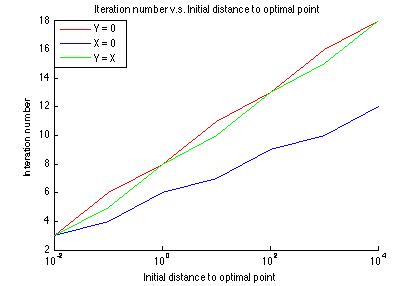 Iteration number v.s. Initial distance to optimal point
18
16
14
12
10
8
6
4
2
Interation number
Y = 0
X = 0
Y = X
10^-2
10^0
10^2
10^4
Initial distance to optimal point